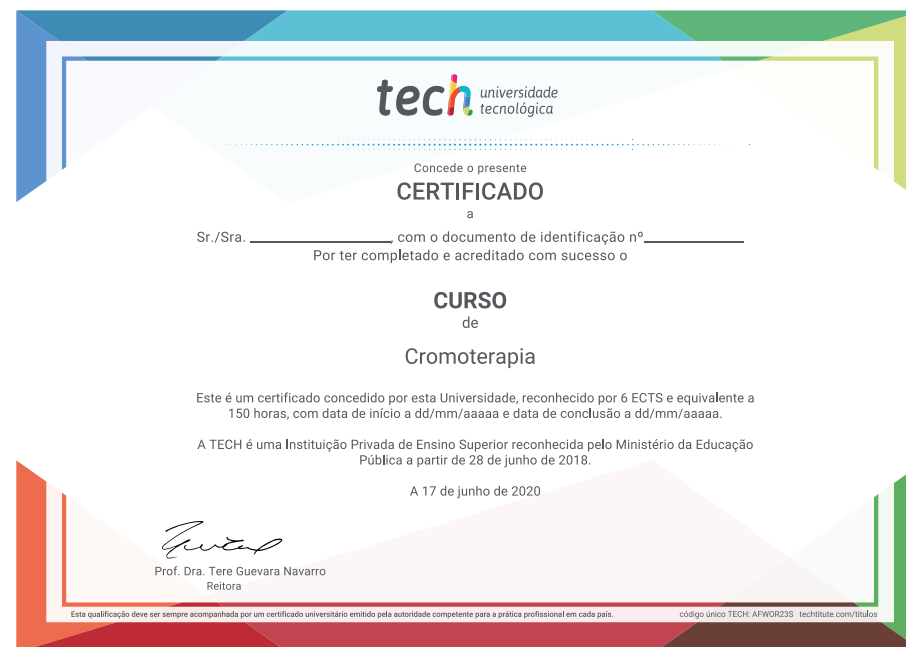 tech universidade
tecnológica
Concede o presente
CERTIFICADO
a
Sr./Sra. , com o documento de identificação nº
Por ter completado e acreditado com sucesso o
CURSO
de
Cromoterapia
Este é um certificado concedido por esta Universidade, reconhecido por 6 ECTS e equivalente a
150 horas, com data de início a dd/mm/aaaaa e data de conclusão a dd/mm/aaaaa.
A TECH é uma Instituição Privada de Ensino Superior reconhecida pelo Ministério da Educação
Pública a partir de 28 de junho de 2018.
A 17 de junho de 2020
Prof. Dra. Tere Guevara Navarro
Reitora
Esta qualificação deve ser sempre acompanhada por um certificado universitário emitido pela autoridade competente para a prática profissional em cada país. código único TECH: AFWOR23S techtitute.com/titulos